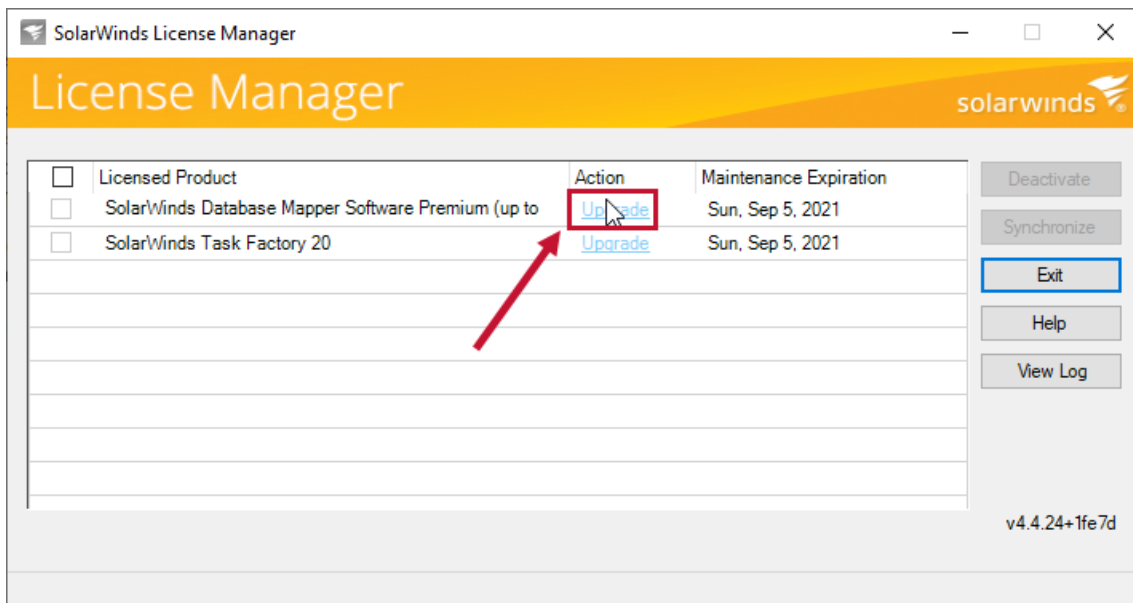 SolarWinds License Manager
License Manager
solarwinds
Licensed Product Action Maintenance Expiration
SolarWinds Database Mapper Software Premium (up to Upgrade Sun, Sep 5, 2021
SolarWinds Task Factory 20 Upgrade Sun, Sep 5, 2021
Deactivate
Synchronize
Exit
Help
View Log
v4.4.24+1fe7d